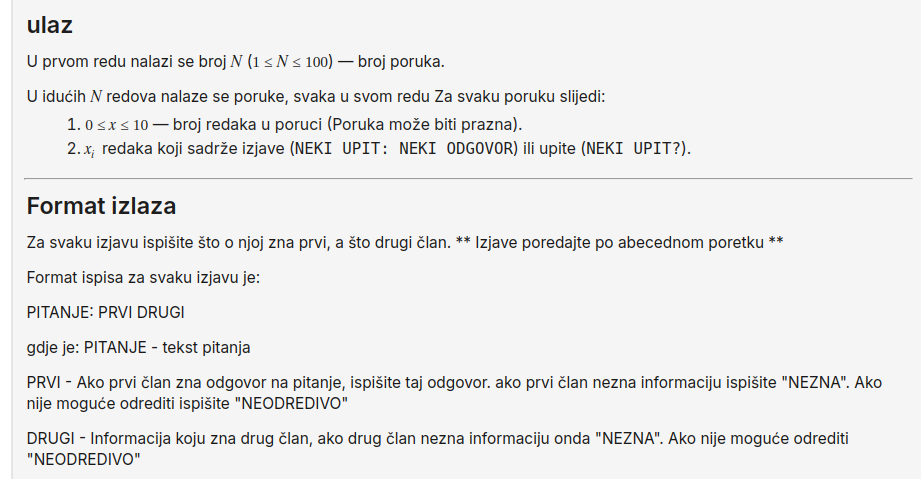 ulaz
U prvom redu nalazi se broj N (1 ≤ N ≤ 100) — broj poruka.
U idućih N redova nalaze se poruke, svaka u svom redu Za svaku poruku slijedi:
1. 0 ≤ x ≤ 10 — broj redaka u poruci (Poruka može biti prazna).
2. xᵢ redaka koji sadrže izjave (NEKI UPIT: NEKI ODGOVOR) ili upite (NEKI UPIT?).
Format izlaza
Za svaku izjavu ispišite što o njoj zna prvi, a što drugi član. ** Izjave poredajte po abecednom poretku **
Format ispisa za svaku izjavu je:
PITANJE: PRVI DRUGI
gdje je: PITANJE - tekst pitanja
PRVI - Ako prvi član zna odgovor na pitanje, ispišite taj odgovor. ako prvi član nezna informaciju ispišite "NEZNA". Ako
nije moguće odrediti ispišite "NEODREDIVO"
DRUGI - Informacija koju zna drug član, ako drug član nezna informaciju onda "NEZNA". Ako nije moguće odrediti
"NEODREDIVO"